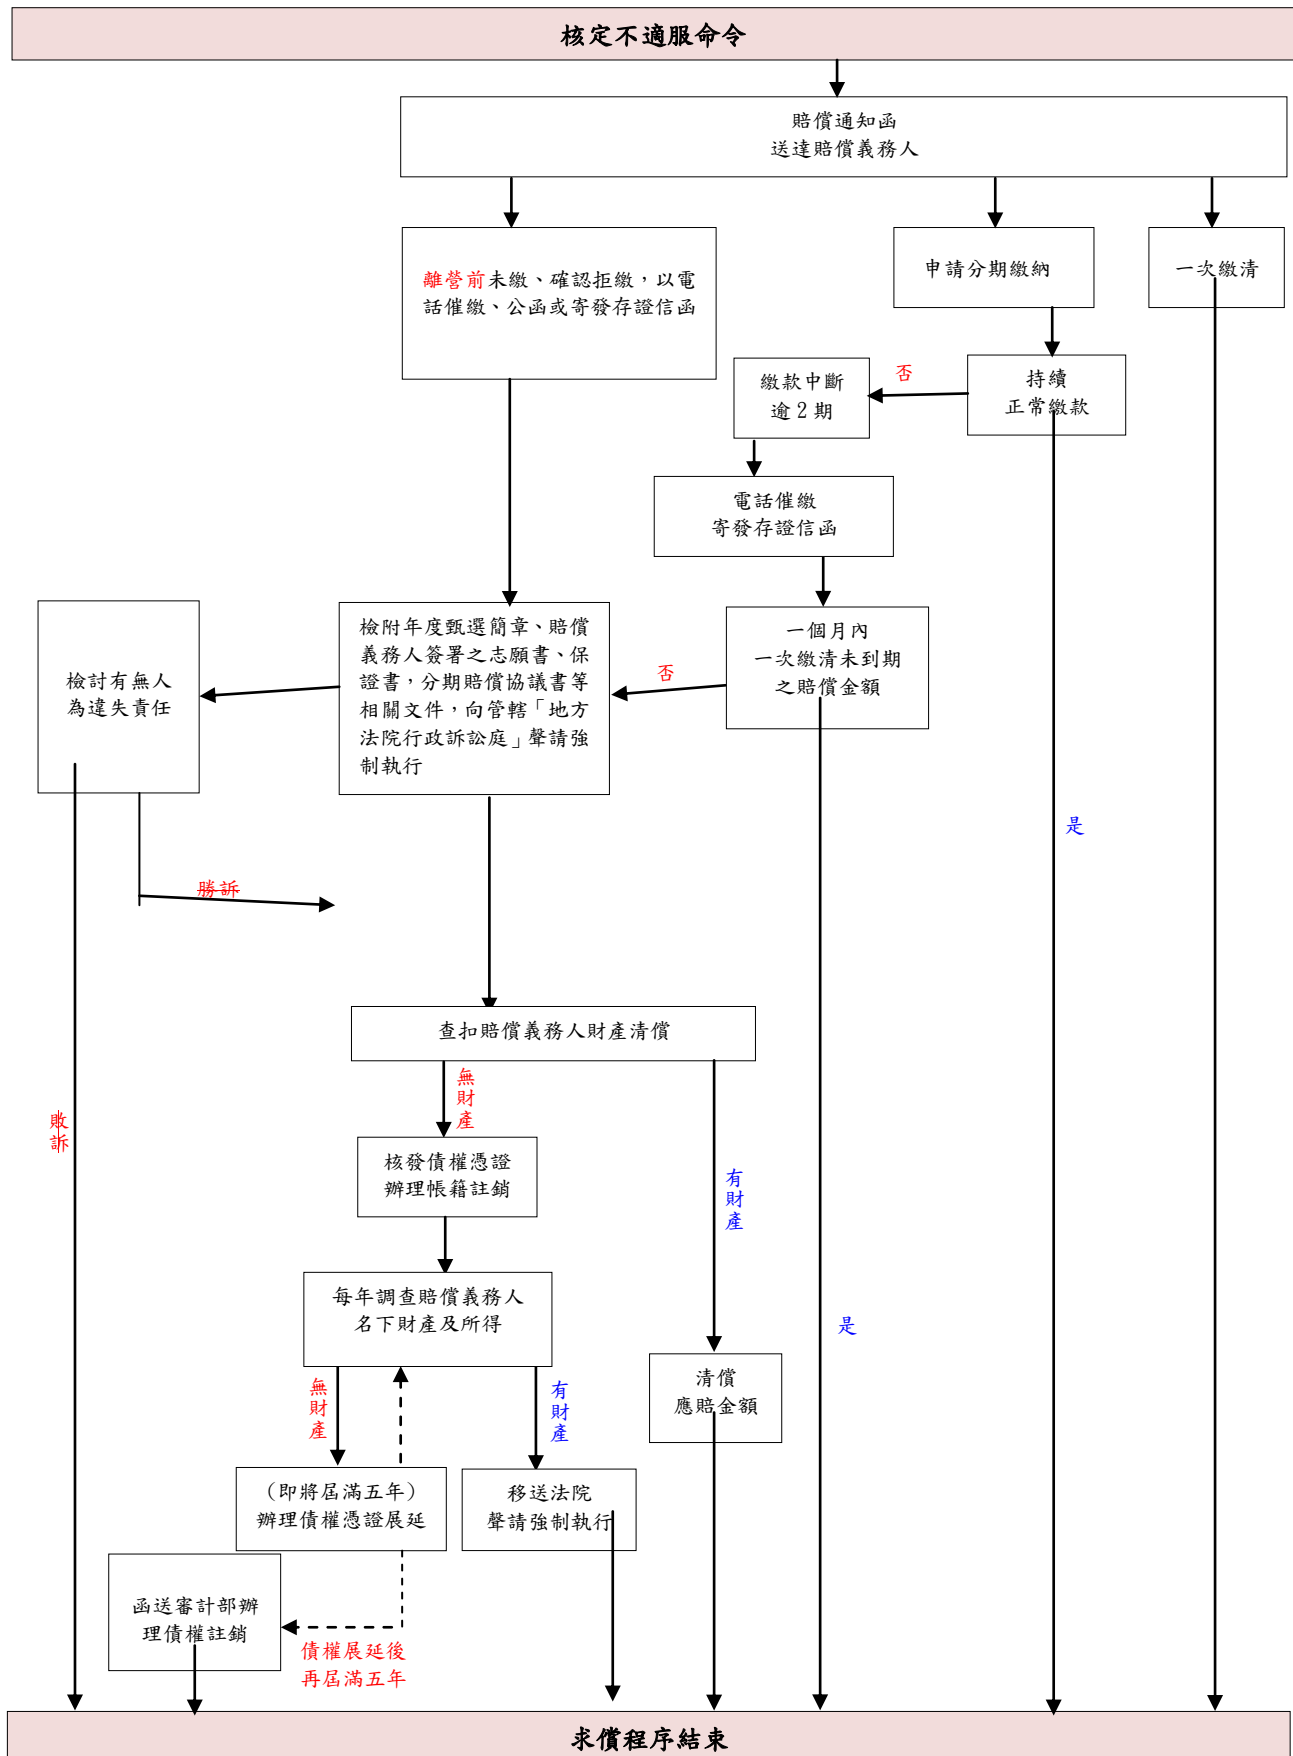 核定不適服命令
賠償通知函
送達賠償義務人
離營前未繳、確認拒繳，以電
話催繳、公函或寄發存證信函
申請分期繳納
一次繳清
繳款中斷
逾2期
否
持續
正常繳款
電話催繳
寄發存證信函
檢討有無人
為違失責任
檢附年度甄選簡章、賠償
義務人簽署之志願書、保
證書，分期賠償協議書等
相關文件，向管轄「地方
法院行政訴訟庭」聲請強
制執行
否
一個月內
一次繳清未到期
之賠償金額
是
勝訴
查扣賠償義務人財產清償
無
財
產
敗
訴
核發債權憑證
辦理帳籍註銷
有
財
產
每年調查賠償義務人
名下財產及所得
是
無
財
產
有
財
產
清償
應賠金額
（即將屆滿五年）
辦理債權憑證展延
移送法院
聲請強制執行
函送審計部辦
理債權註銷
債權展延後
再屆滿五年
求償程序結束